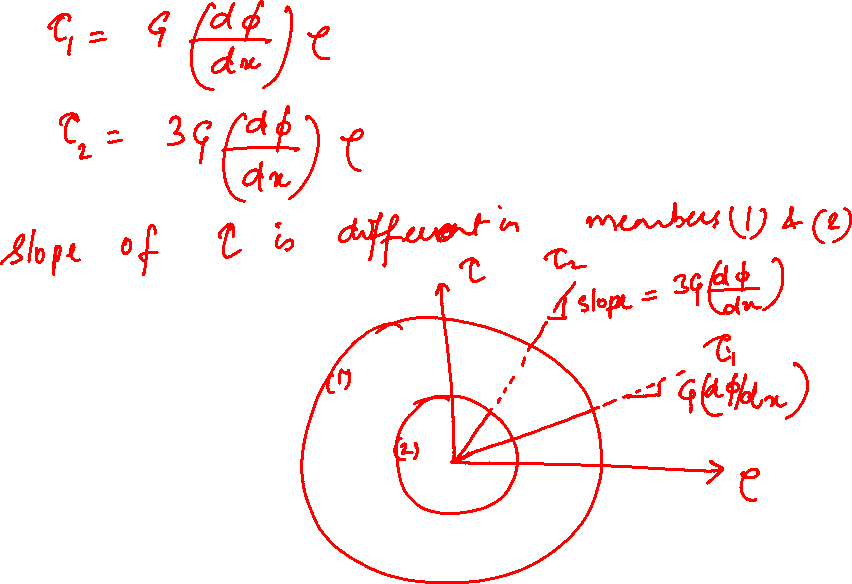 τ₁ = G (dϕ/dx) ρ
τ₂ = 3G (dϕ/dx) ρ
slope of τ is different in members (1) & (2)
τ
τ₂
slope = 3G(dϕ/dx)
τ₁
G(dϕ/dx)
(1)
(2)
ρ